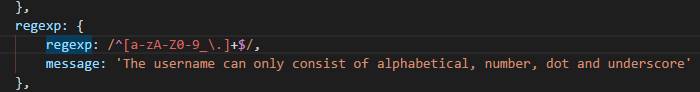 },
regexp: {
regexp: /^[a-zA-Z0-9_\.]+$/,
message: 'The username can only consist of alphabetical, number, dot and underscore'
},